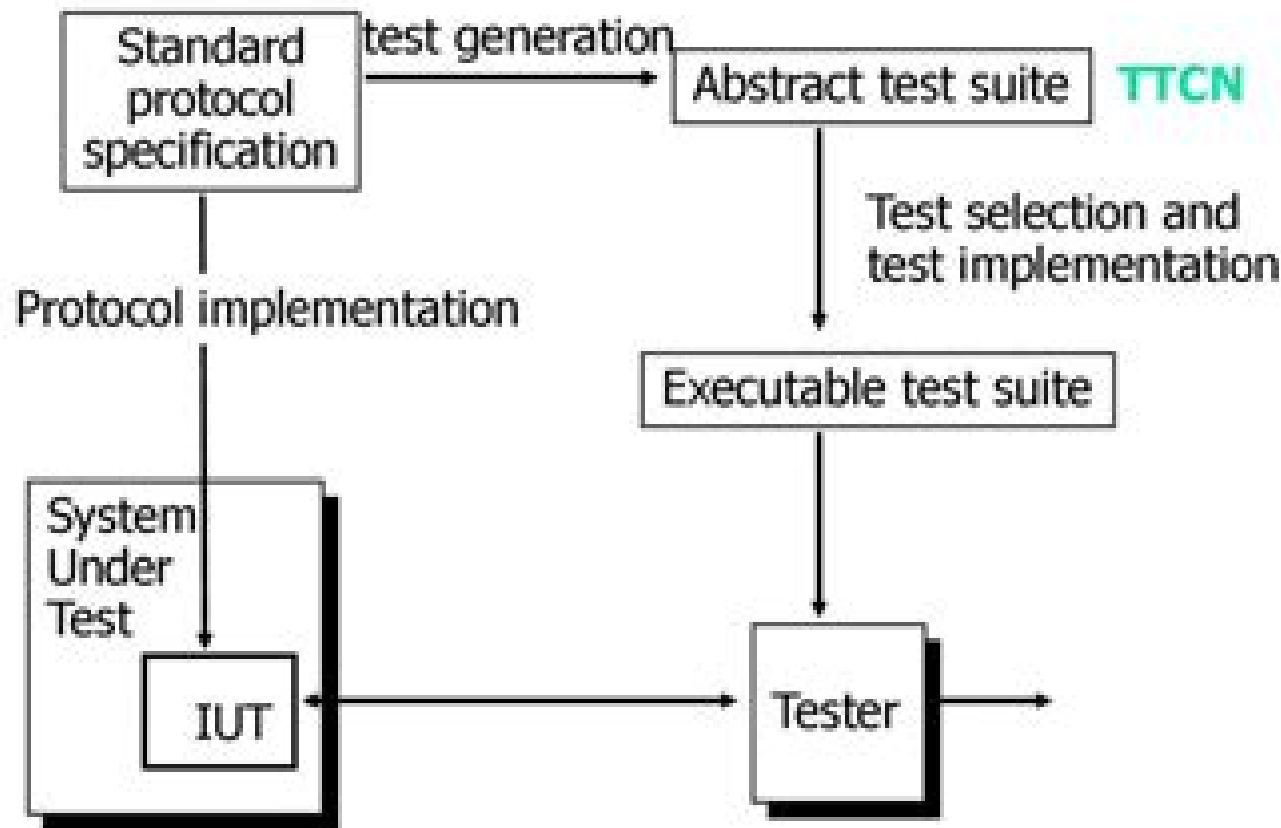 Standard
protocol
specification
test generation
Abstract test suite
TTCN
Test selection and
test implementation
Protocol implementation
Executable test suite
System
Under
Test
IUT
Tester